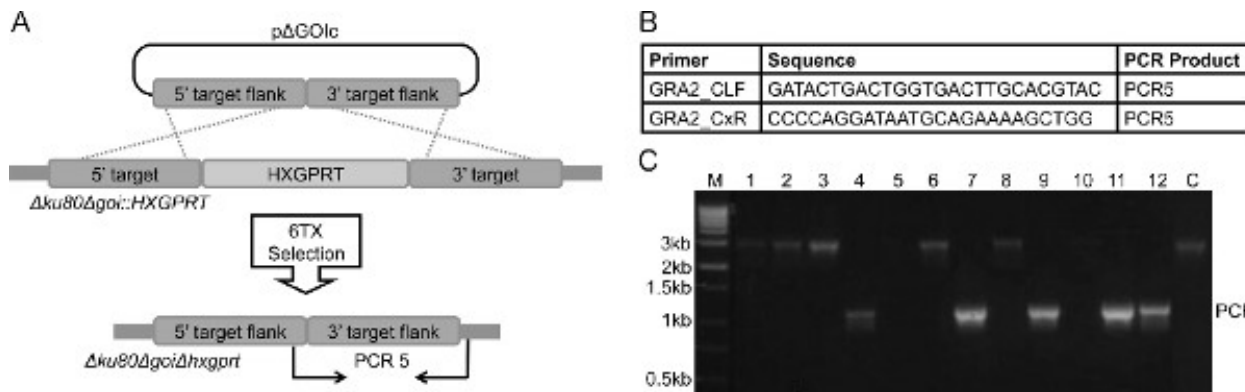 A
pΔGOIc
5' target flank 3' target flank
5' target HXGPRT 3' target
Δku80Δgoi::HXGPRT
6TX
Selection
5' target flank 3' target flank
Δku80ΔgoiΔhxgprt
PCR 5
B
Primer Sequence PCR Product
GRA2_CLF GATACTGACTGGTGACTTGCACGTAC PCR5
GRA2_CxR CCCCAGGATAATGCAGAAAAGCTGG PCR5
C
M 1 2 3 4 5 6 7 8 9 10 11 12 C
3kb
2kb
1.5kb
1kb
0.5kb